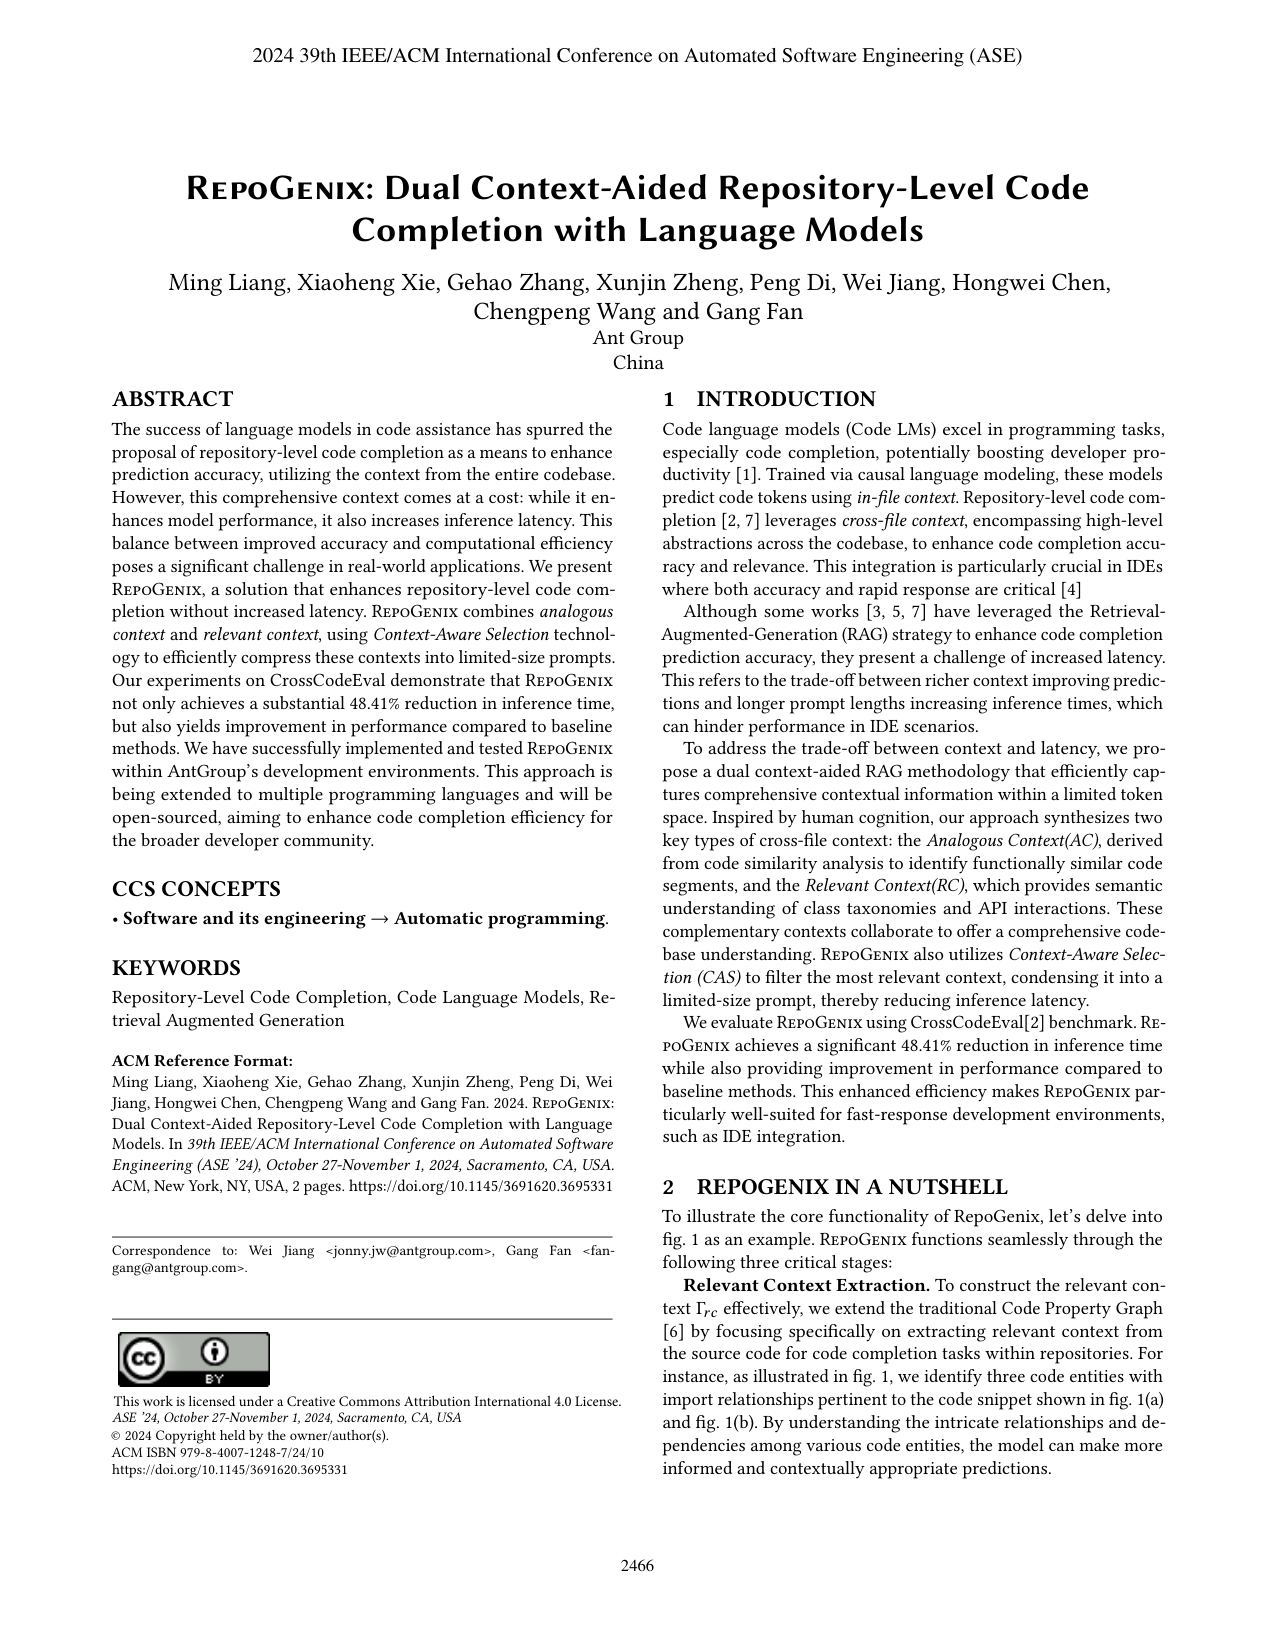 2024 39th IEEE/ACM International Conference on Automated Software Engineering (ASE)
REPOGENIX: Dual Context-Aided Repository-Level Code
Completion with Language Models
Ming Liang, Xiaoheng Xie, Gehao Zhang, Xunjin Zheng, Peng Di, Wei Jiang, Hongwei Chen,
Chengpeng Wang and Gang Fan
Ant Group
China
ABSTRACT
The success of language models in code assistance has spurred the
proposal of repository-level code completion as a means to enhance
prediction accuracy, utilizing the context from the entire codebase.
However, this comprehensive context comes at a cost: while it en-
hances model performance, it also increases inference latency. This
balance between improved accuracy and computational efficiency
poses a significant challenge in real-world applications. We present
REPOGENIX, a solution that enhances repository-level code com-
pletion without increased latency. REPOGENIX combines analogous
context and relevant context, using Context-Aware Selection technol-
ogy to efficiently compress these contexts into limited-size prompts.
Our experiments on CrossCodeEval demonstrate that REPOGENIX
not only achieves a substantial 48.41% reduction in inference time,
but also yields improvement in performance compared to baseline
methods. We have successfully implemented and tested REPOGENIX
within AntGroup's development environments. This approach is
being extended to multiple programming languages and will be
open-sourced, aiming to enhance code completion efficiency for
the broader developer community.
CCS CONCEPTS
• Software and its engineering → Automatic programming.
KEYWORDS
Repository-Level Code Completion, Code Language Models, Re-
trieval Augmented Generation
ACM Reference Format:
Ming Liang, Xiaoheng Xie, Gehao Zhang, Xunjin Zheng, Peng Di, Wei
Jiang, Hongwei Chen, Chengpeng Wang and Gang Fan. 2024. REPOGENIX:
Dual Context-Aided Repository-Level Code Completion with Language
Models. In 39th IEEE/ACM International Conference on Automated Software
Engineering (ASE '24), October 27-November 1, 2024, Sacramento, CA, USA.
ACM, New York, NY, USA, 2 pages. https://doi.org/10.1145/3691620.3695331
Correspondence to: Wei Jiang <jonny.jw@antgroup.com>, Gang Fan <fan-
gang@antgroup.com>.
cc BY
This work is licensed under a Creative Commons Attribution International 4.0 License.
ASE '24, October 27-November 1, 2024, Sacramento, CA, USA
© 2024 Copyright held by the owner/author(s).
ACM ISBN 979-8-4007-1248-7/24/10
https://doi.org/10.1145/3691620.3695331
1 INTRODUCTION
Code language models (Code LMs) excel in programming tasks,
especially code completion, potentially boosting developer pro-
ductivity [1]. Trained via causal language modeling, these models
predict code tokens using in-file context. Repository-level code com-
pletion [2, 7] leverages cross-file context, encompassing high-level
abstractions across the codebase, to enhance code completion accu-
racy and relevance. This integration is particularly crucial in IDEs
where both accuracy and rapid response are critical [4]
Although some works [3, 5, 7] have leveraged the Retrieval-
Augmented-Generation (RAG) strategy to enhance code completion
prediction accuracy, they present a challenge of increased latency.
This refers to the trade-off between richer context improving predic-
tions and longer prompt lengths increasing inference times, which
can hinder performance in IDE scenarios.
To address the trade-off between context and latency, we pro-
pose a dual context-aided RAG methodology that efficiently cap-
tures comprehensive contextual information within a limited token
space. Inspired by human cognition, our approach synthesizes two
key types of cross-file context: the Analogous Context(AC), derived
from code similarity analysis to identify functionally similar code
segments, and the Relevant Context(RC), which provides semantic
understanding of class taxonomies and API interactions. These
complementary contexts collaborate to offer a comprehensive code-
base understanding. REPOGENIX also utilizes Context-Aware Selec-
tion (CAS) to filter the most relevant context, condensing it into a
limited-size prompt, thereby reducing inference latency.
We evaluate REPOGENIX using CrossCodeEval[2] benchmark. RE-
POGENIX achieves a significant 48.41% reduction in inference time
while also providing improvement in performance compared to
baseline methods. This enhanced efficiency makes REPOGENIX par-
ticularly well-suited for fast-response development environments,
such as IDE integration.
2 REPOGENIX IN A NUTSHELL
To illustrate the core functionality of RepoGenix, let's delve into
fig. 1 as an example. REPOGENIX functions seamlessly through the
following three critical stages:
Relevant Context Extraction. To construct the relevant con-
text Γrc effectively, we extend the traditional Code Property Graph
[6] by focusing specifically on extracting relevant context from
the source code for code completion tasks within repositories. For
instance, as illustrated in fig. 1, we identify three code entities with
import relationships pertinent to the code snippet shown in fig. 1(a)
and fig. 1(b). By understanding the intricate relationships and de-
pendencies among various code entities, the model can make more
informed and contextually appropriate predictions.
2466